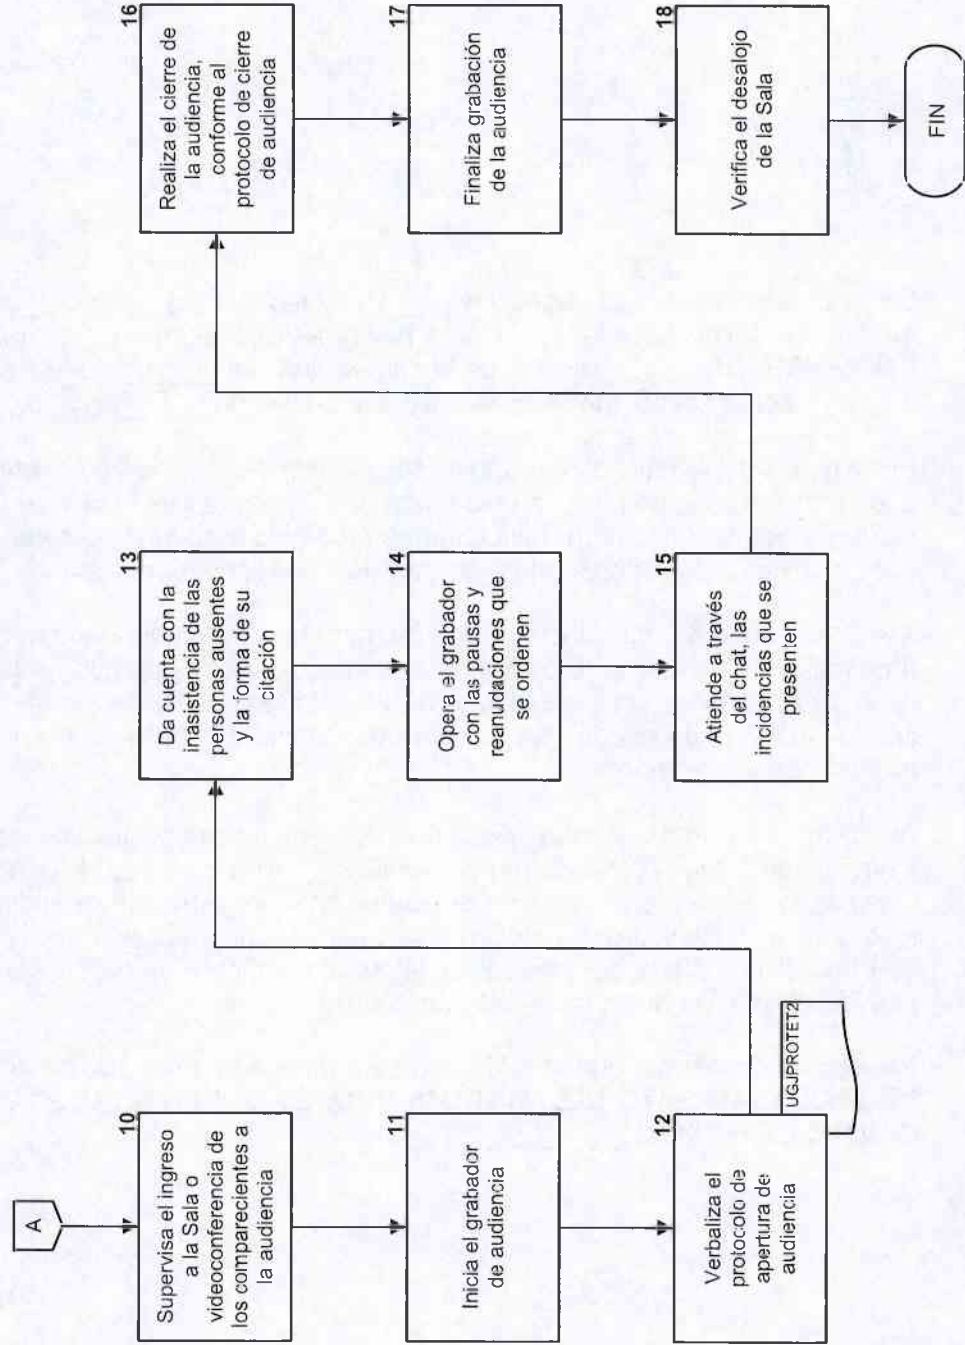 A
10
Supervisa el ingreso
a la Sala o
videoconferencia de
los comparecientes a
la audiencia
11
Inicia el grabador
de audiencia
12
Verbaliza el
protocolo de
apertura de
audiencia
UGJPROTET2
13
Da cuenta con la
inasistencia de las
personas ausentes
y la forma de su
citación
14
Opera el grabador
con las pausas y
reanudaciones que
se ordenen
15
Atiende a través
del chat, las
incidencias que se
presenten
16
Realiza el cierre de
la audiencia,
conforme al
protocolo de cierre
de audiencia
17
Finaliza grabación
de la audiencia
18
Verifica el desalojo
de la Sala
FIN